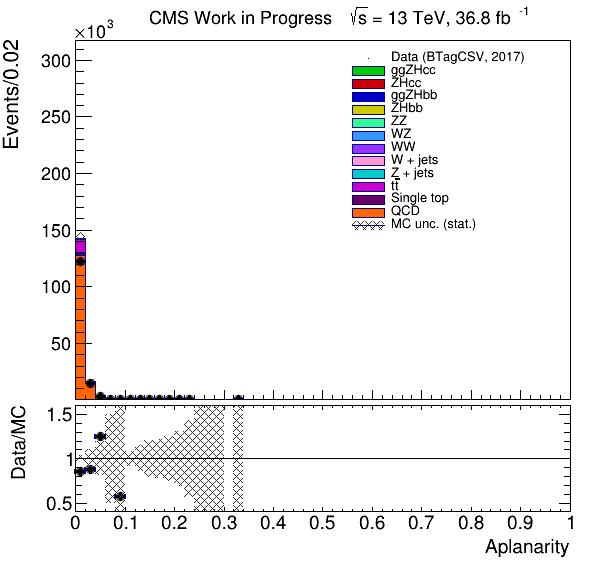 CMS Work in Progress √s = 13 TeV, 36.8 fb⁻¹
×10³
Events/0.02
300
250
200
150
100
50
Data (BTagCSV, 2017)
ggZHcc
ZHcc
ggZHbb
ZHbb
ZZ
WZ
WW
W + jets
Z + jets
tt̅
Single top
QCD
MC unc. (stat.)
Data/MC
1.5
1
0.5
0 0.1 0.2 0.3 0.4 0.5 0.6 0.7 0.8 0.9 1
Aplanarity